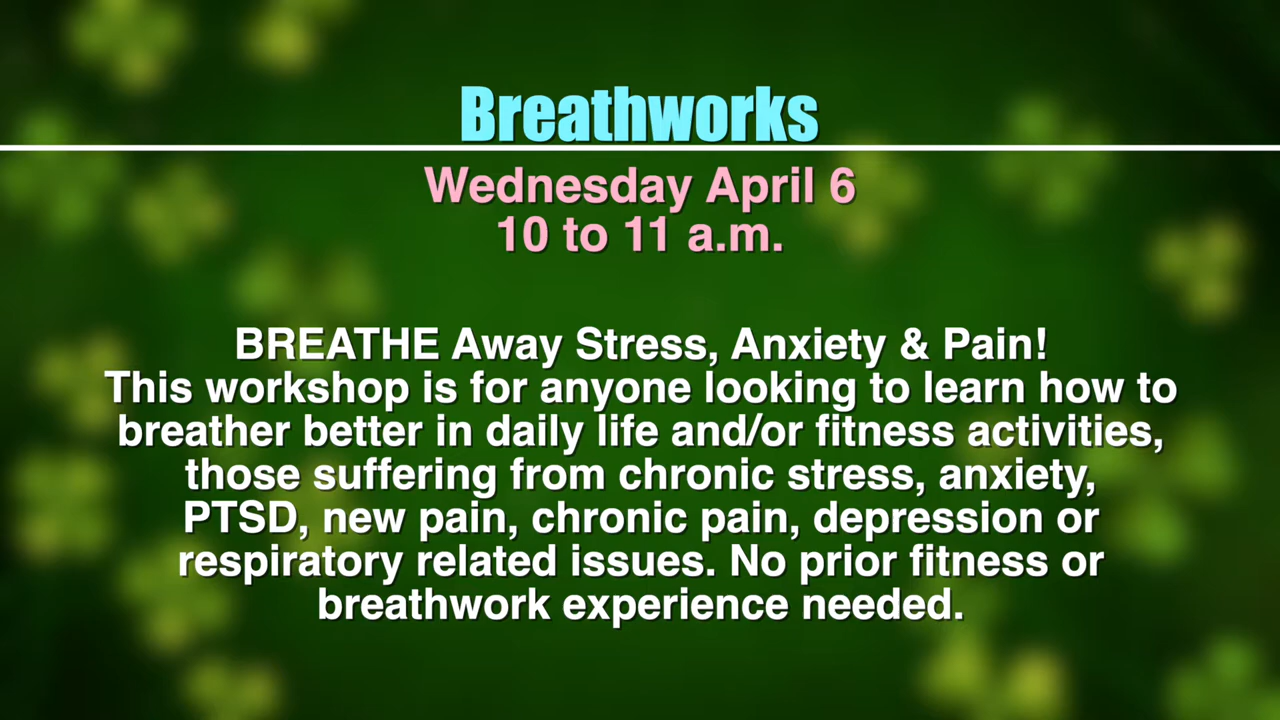 Breathworks
Wednesday April 6
10 to 11 a.m.
BREATHE Away Stress, Anxiety & Pain!
This workshop is for anyone looking to learn how to
breather better in daily life and/or fitness activities,
those suffering from chronic stress, anxiety,
PTSD, new pain, chronic pain, depression or
respiratory related issues. No prior fitness or
breathwork experience needed.